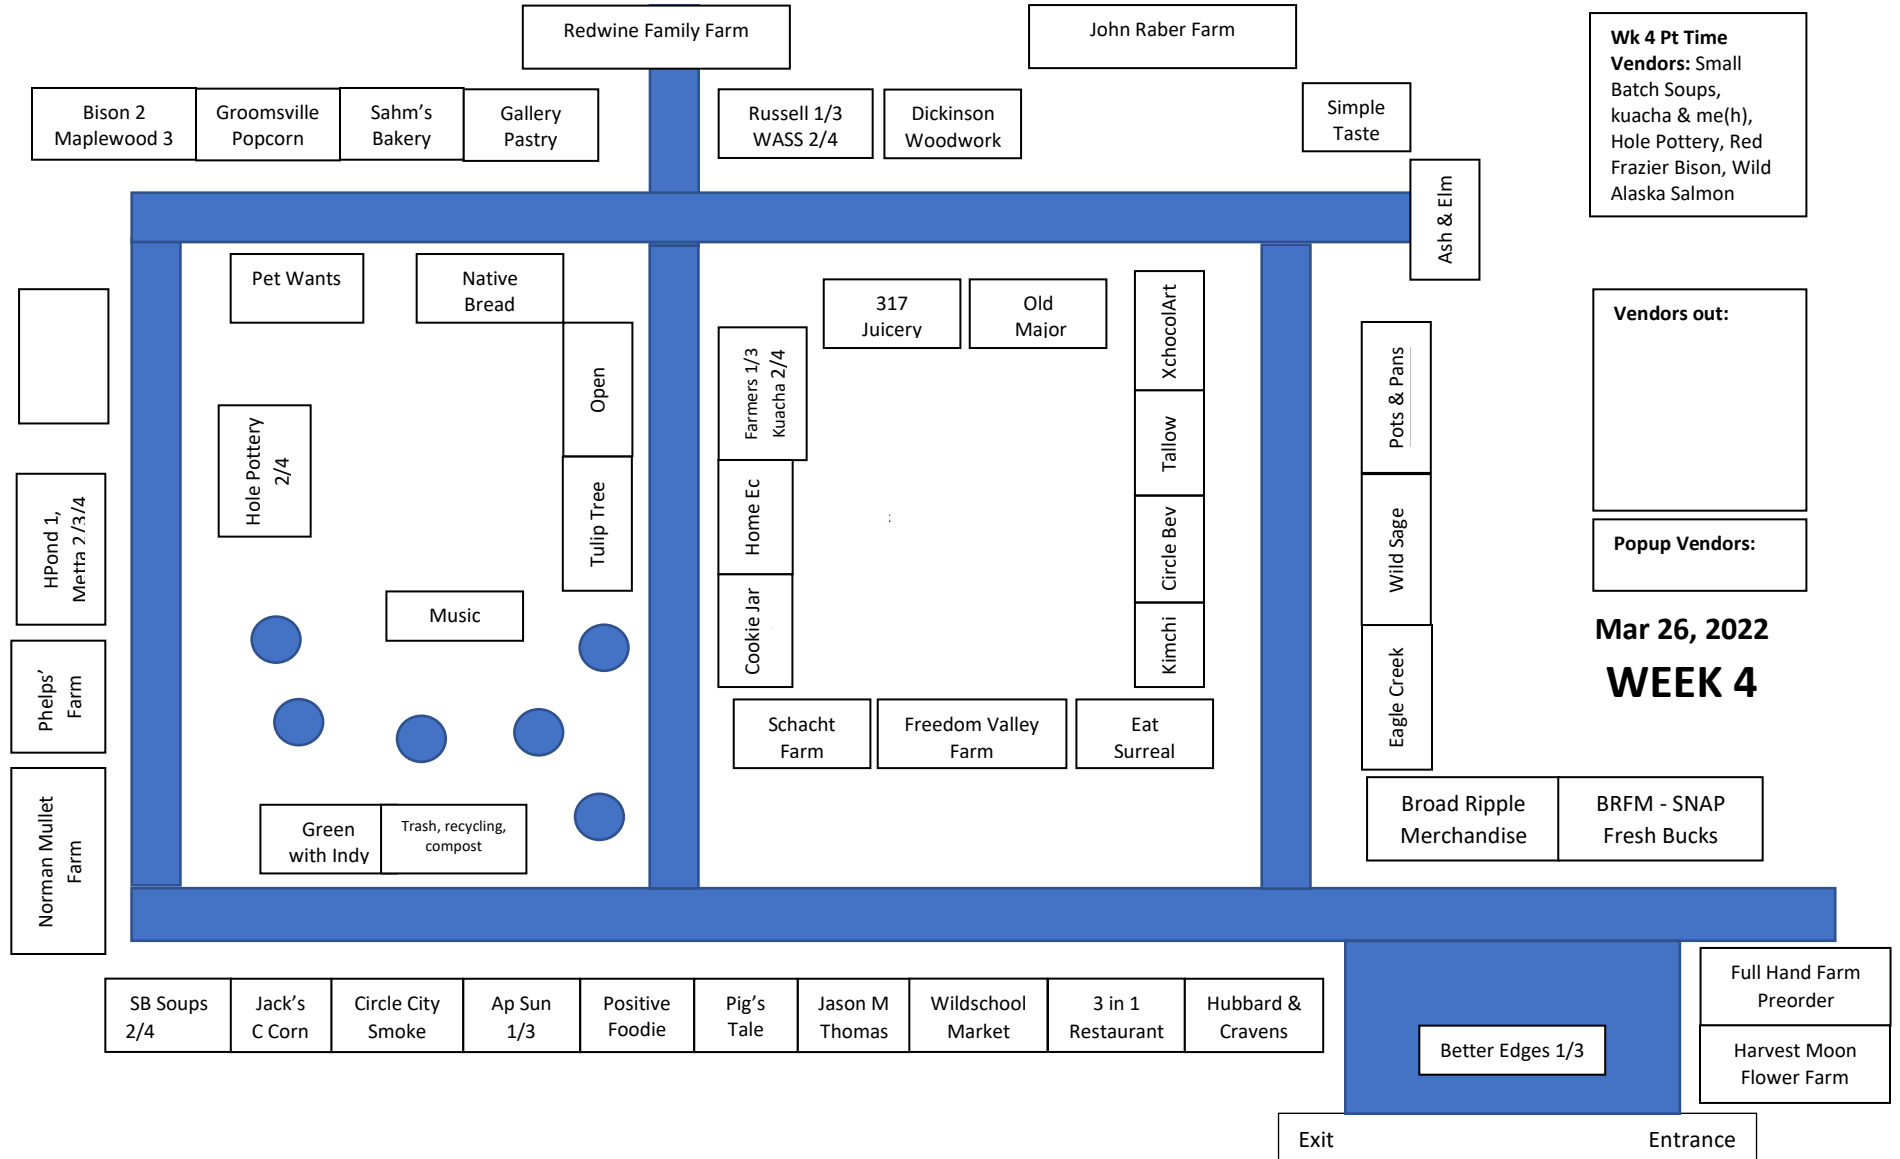 Redwine Family Farm
John Raber Farm
Wk 4 Pt Time
Vendors: Small
Batch Soups,
kuacha & me(h),
Hole Pottery, Red
Frazier Bison, Wild
Alaska Salmon
Bison 2
Maplewood 3
Groomsville
Popcorn
Sahm's
Bakery
Gallery
Pastry
Russell 1/3
WASS 2/4
Dickinson
Woodwork
Simple
Taste
Ash & Elm
Pet Wants
Native
Bread
317
Juicery
Old
Major
XchocolArt
Vendors out:
Farmers 1/3
Kuacha 2/4
Pots & Pans
Open
Hole Pottery
2/4
Tallow
Tulip Tree
Home Ec
Circle Bev
Wild Sage
HPond 1,
Metta 2/3/4
Popup Vendors:
Music
Cookie Jar
Kimchi
Mar 26, 2022
WEEK 4
Phelps'
Farm
Eagle Creek
Schacht
Farm
Freedom Valley
Farm
Eat
Surreal
Norman Mullet
Farm
Green
with Indy
Trash, recycling,
compost
Broad Ripple
Merchandise
BRFM - SNAP
Fresh Bucks
SB Soups
2/4
Jack's
C Corn
Circle City
Smoke
Ap Sun
1/3
Positive
Foodie
Pig's
Tale
Jason M
Thomas
Wildschool
Market
3 in 1
Restaurant
Hubbard &
Cravens
Full Hand Farm
Preorder
Better Edges 1/3
Harvest Moon
Flower Farm
Exit
Entrance